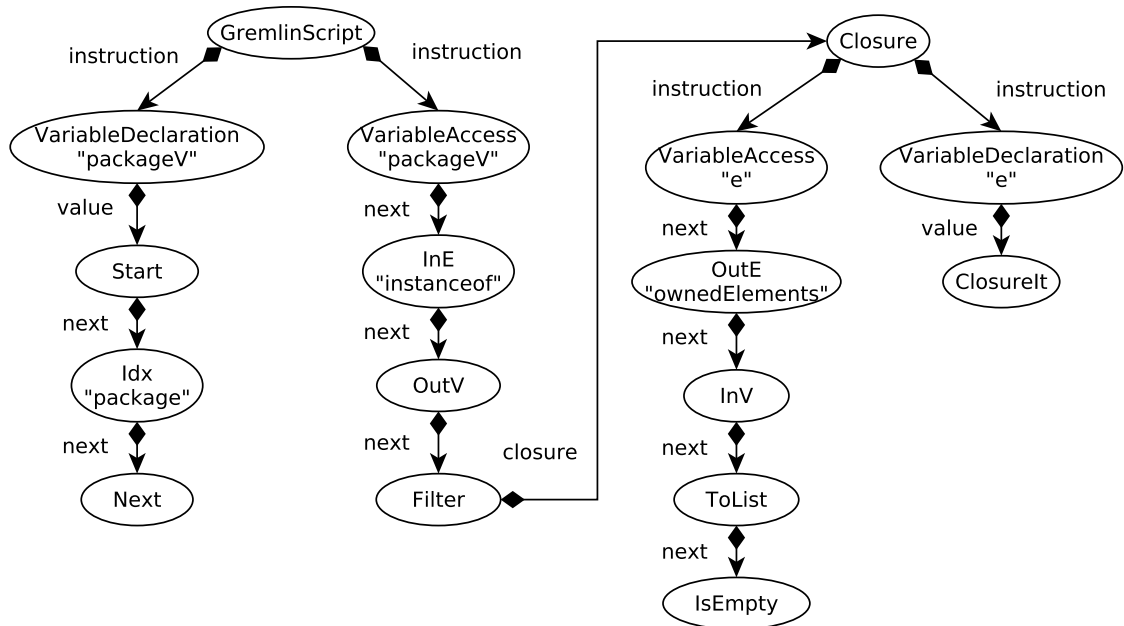 GremlinScript
instruction
instruction
VariableDeclaration
"packageV"
VariableAccess
"packageV"
value
next
Start
InE
"instanceof"
next
next
Idx
"package"
OutV
next
next
Next
Filter
closure
Closure
instruction
instruction
VariableAccess
"e"
VariableDeclaration
"e"
next
value
OutE
"ownedElements"
ClosureIt
next
InV
next
ToList
next
IsEmpty